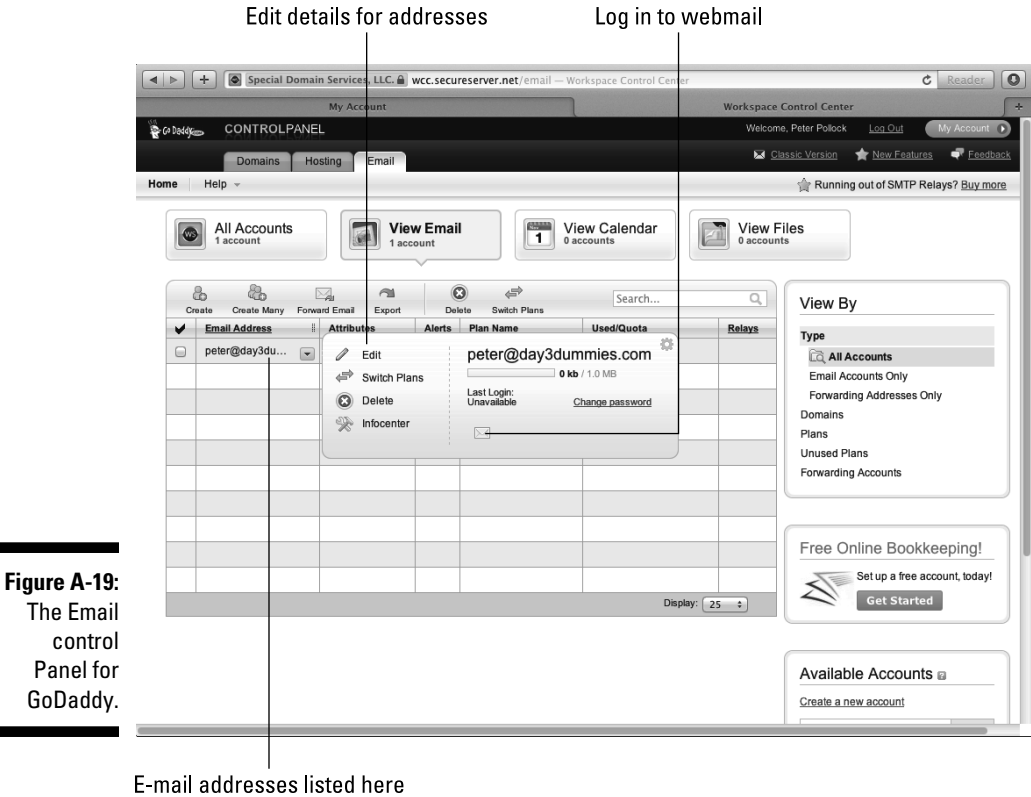 Edit details for addresses
Log in to webmail
Special Domain Services, LLC. wcc.secureserver.net/email — Workspace Control Center
Reader
My Account
Workspace Control Center
Go Daddy.com
CONTROLPANEL
Welcome, Peter Pollock
Log Out
My Account
Domains
Hosting
Email
Classic Version
New Features
Feedback
Home
Help
Running out of SMTP Relays? Buy more
All Accounts
1 account
View Email
1 account
1
View Calendar
0 accounts
View Files
0 accounts
Create
Create Many
Forward Email
Export
Delete
Switch Plans
Search...
Email Address
Attributes
Alerts
Plan Name
Used/Quota
Relays
peter@day3du...
Edit
Switch Plans
Delete
Infocenter
peter@day3dummies.com
0 kb / 1.0 MB
Last Login:
Unavailable
Change password
Display: 25
View By
Type
All Accounts
Email Accounts Only
Forwarding Addresses Only
Domains
Plans
Unused Plans
Forwarding Accounts
Free Online Bookkeeping!
Set up a free account, today!
Get Started
Available Accounts
Create a new account
Figure A-19:
The Email
control
Panel for
GoDaddy.
E-mail addresses listed here